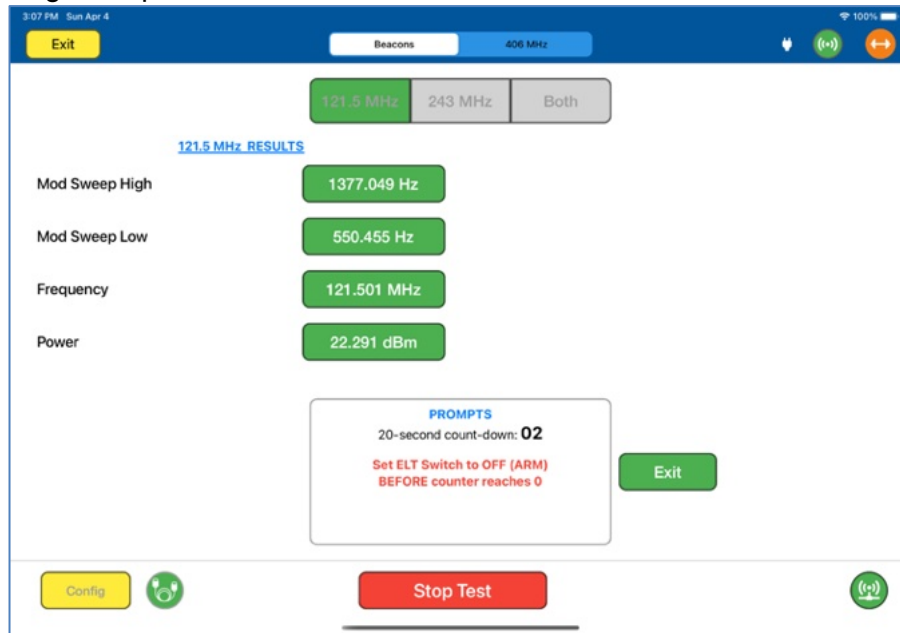 3:07 PM Sun Apr 4
100%
Exit
Beacons
406 MHz
121.5 MHz
243 MHz
Both
121.5 MHz RESULTS
Mod Sweep High
1377.049 Hz
Mod Sweep Low
550.455 Hz
Frequency
121.501 MHz
Power
22.291 dBm
PROMPTS
20-second count-down: 02
Set ELT Switch to OFF (ARM)
BEFORE counter reaches 0
Exit
Config
Stop Test